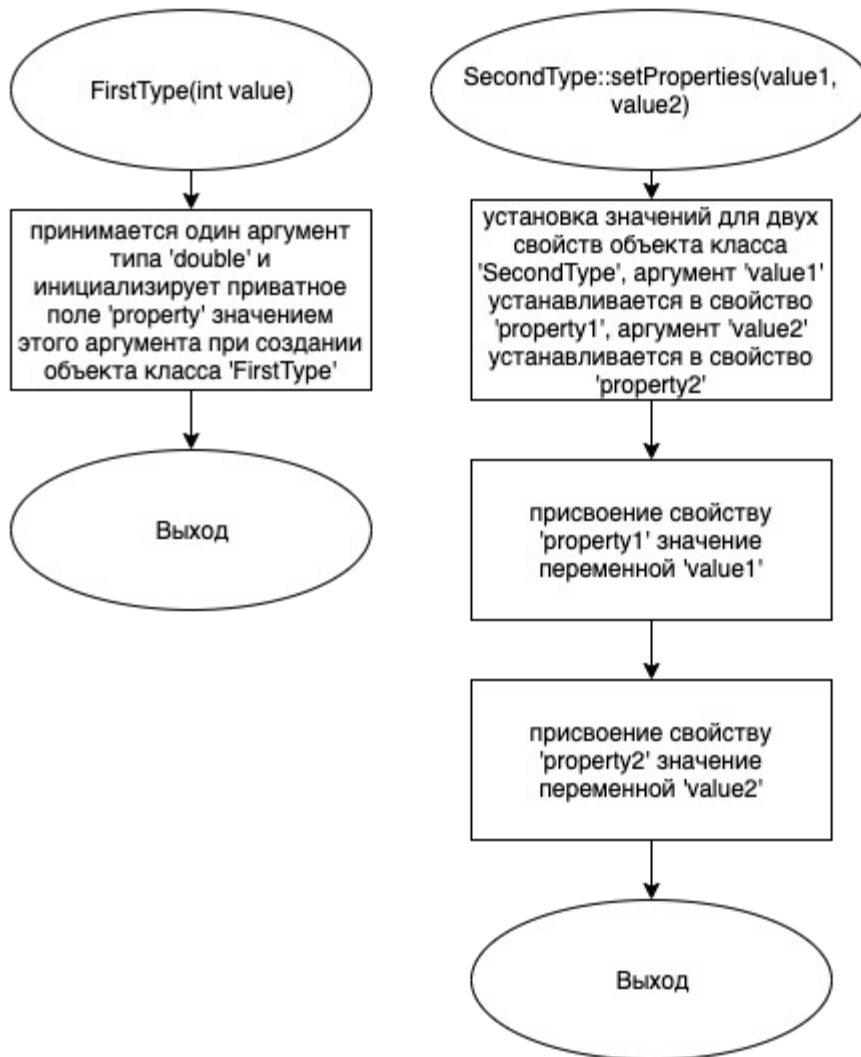 FirstType(int value)
принимается один аргумент
типа 'double' и
инициализирует приватное
поле 'property' значением
этого аргумента при создании
объекта класса 'FirstType'
Выход
SecondType::setProperties(value1,
value2)
установка значений для двух
свойств объекта класса
'SecondType', аргумент 'value1'
устанавливается в свойство
'property1', аргумент 'value2'
устанавливается в свойство
'property2'
присвоение свойству
'property1' значение
переменной 'value1'
присвоение свойству
'property2' значение
переменной 'value2'
Выход